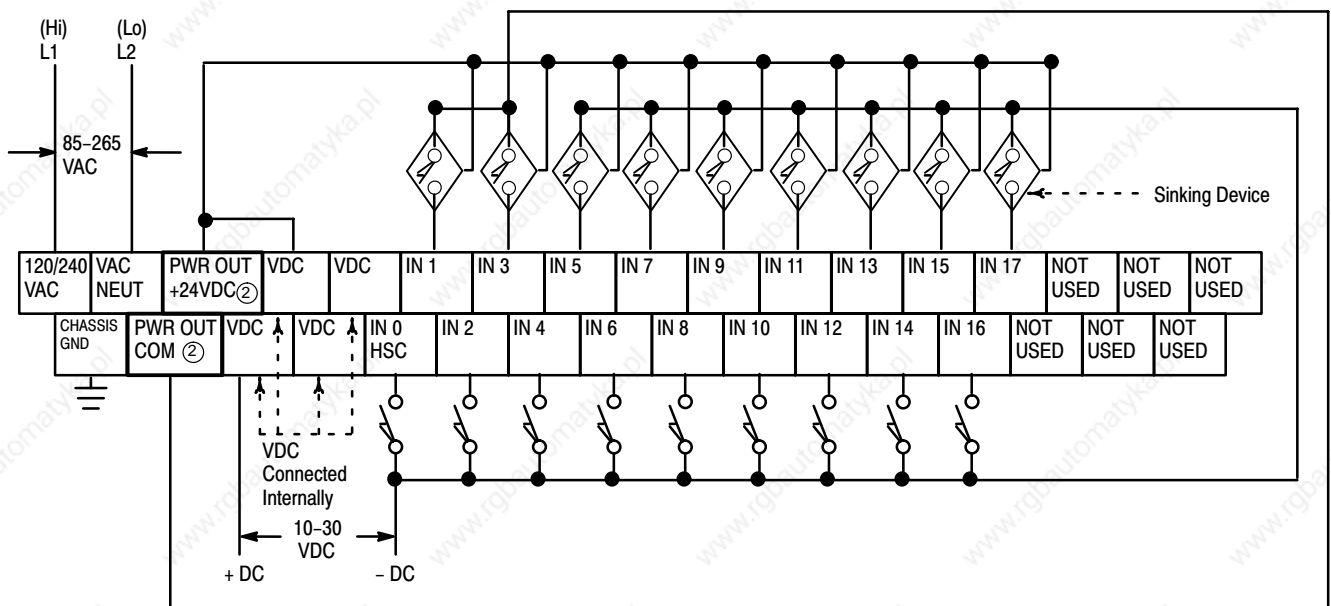 (Hi)
L1
(Lo)
L2
85–265
VAC
Sinking Device
120/240
VAC
VAC
NEUT
PWR OUT
+24VDC②
VDC
VDC
IN 1
IN 3
IN 5
IN 7
IN 9
IN 11
IN 13
IN 15
IN 17
NOT
USED
NOT
USED
NOT
USED
CHASSIS
GND
PWR OUT
COM ②
VDC
VDC
IN 0
HSC
IN 2
IN 4
IN 6
IN 8
IN 10
IN 12
IN 14
IN 16
NOT
USED
NOT
USED
NOT
USED
VDC
Connected
Internally
10–30
VDC
+ DC
– DC
www.rgbautomatyka.pl